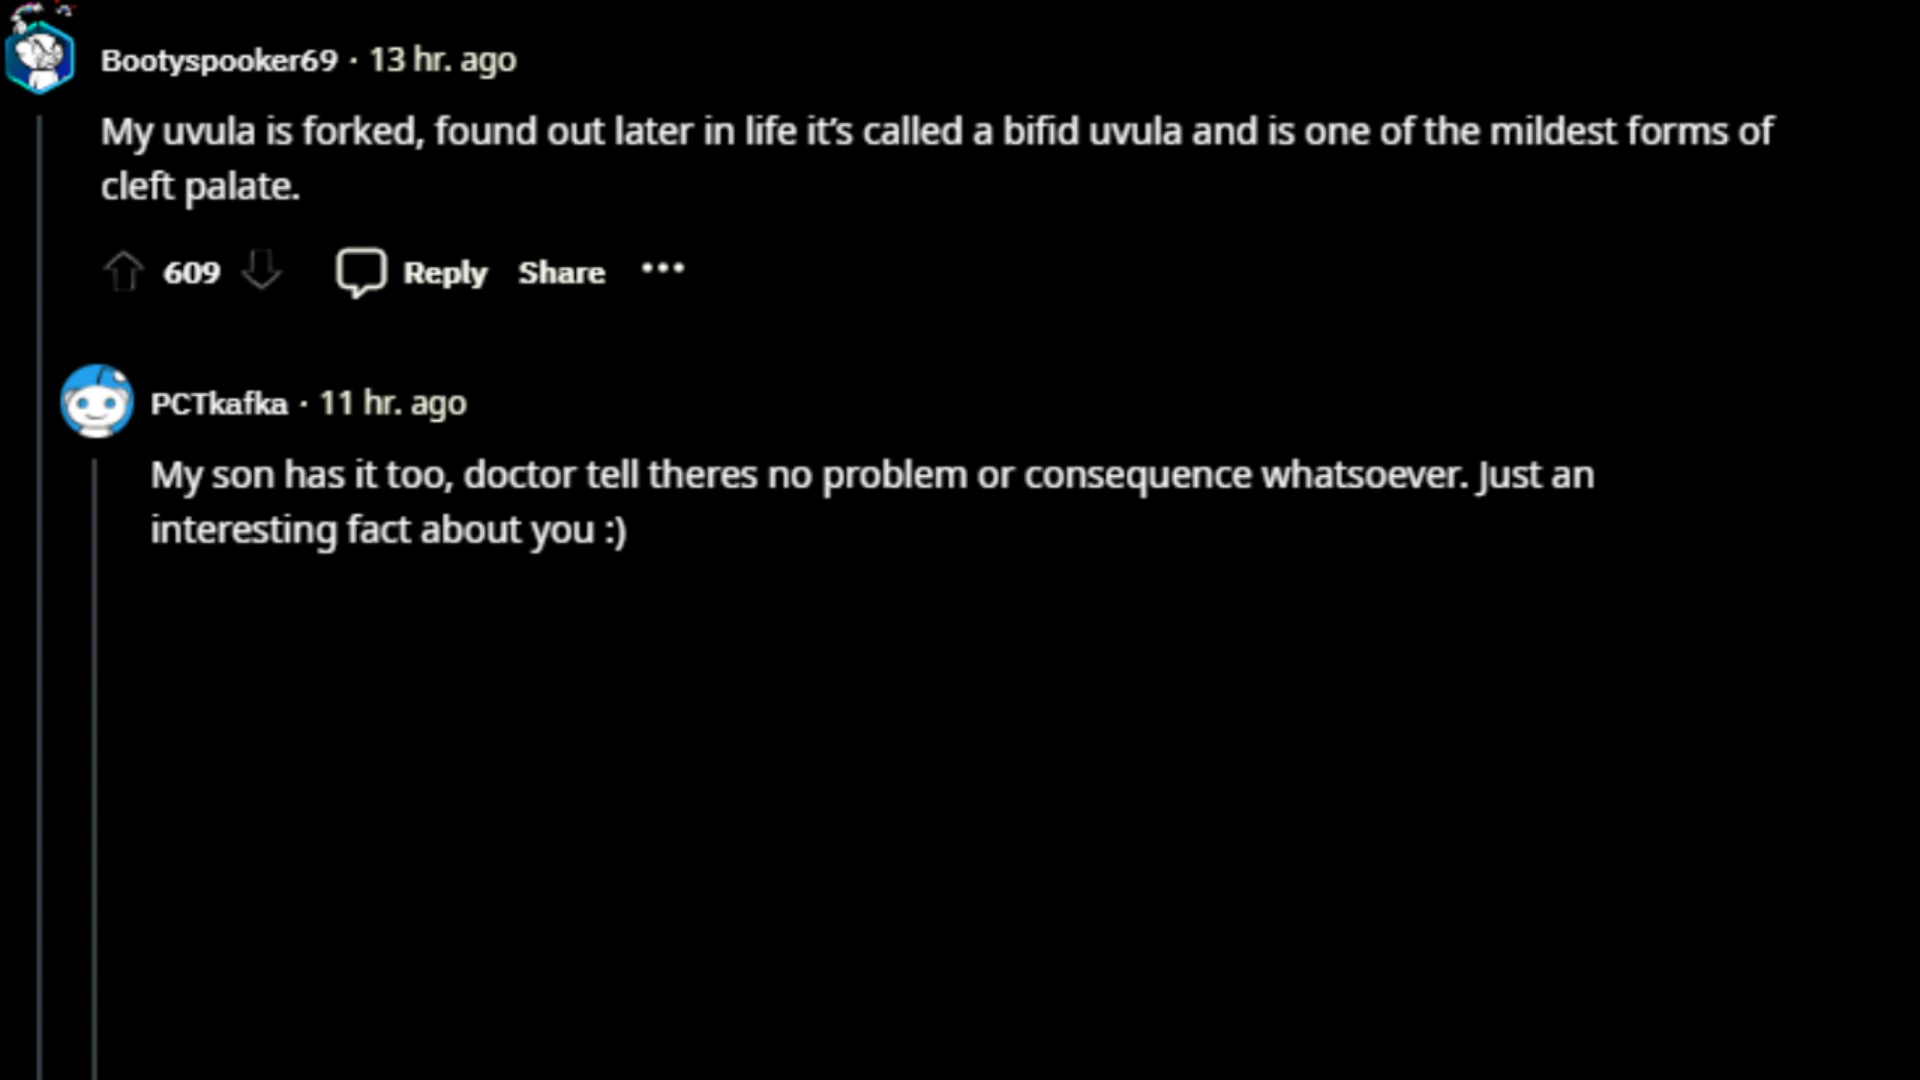 Bootyspooker69 · 13 hr. ago
My uvula is forked, found out later in life it’s called a bifid uvula and is one of the mildest forms of
cleft palate.
609 Reply Share •••
PCTkafka · 11 hr. ago
My son has it too, doctor tell theres no problem or consequence whatsoever. Just an
interesting fact about you :)